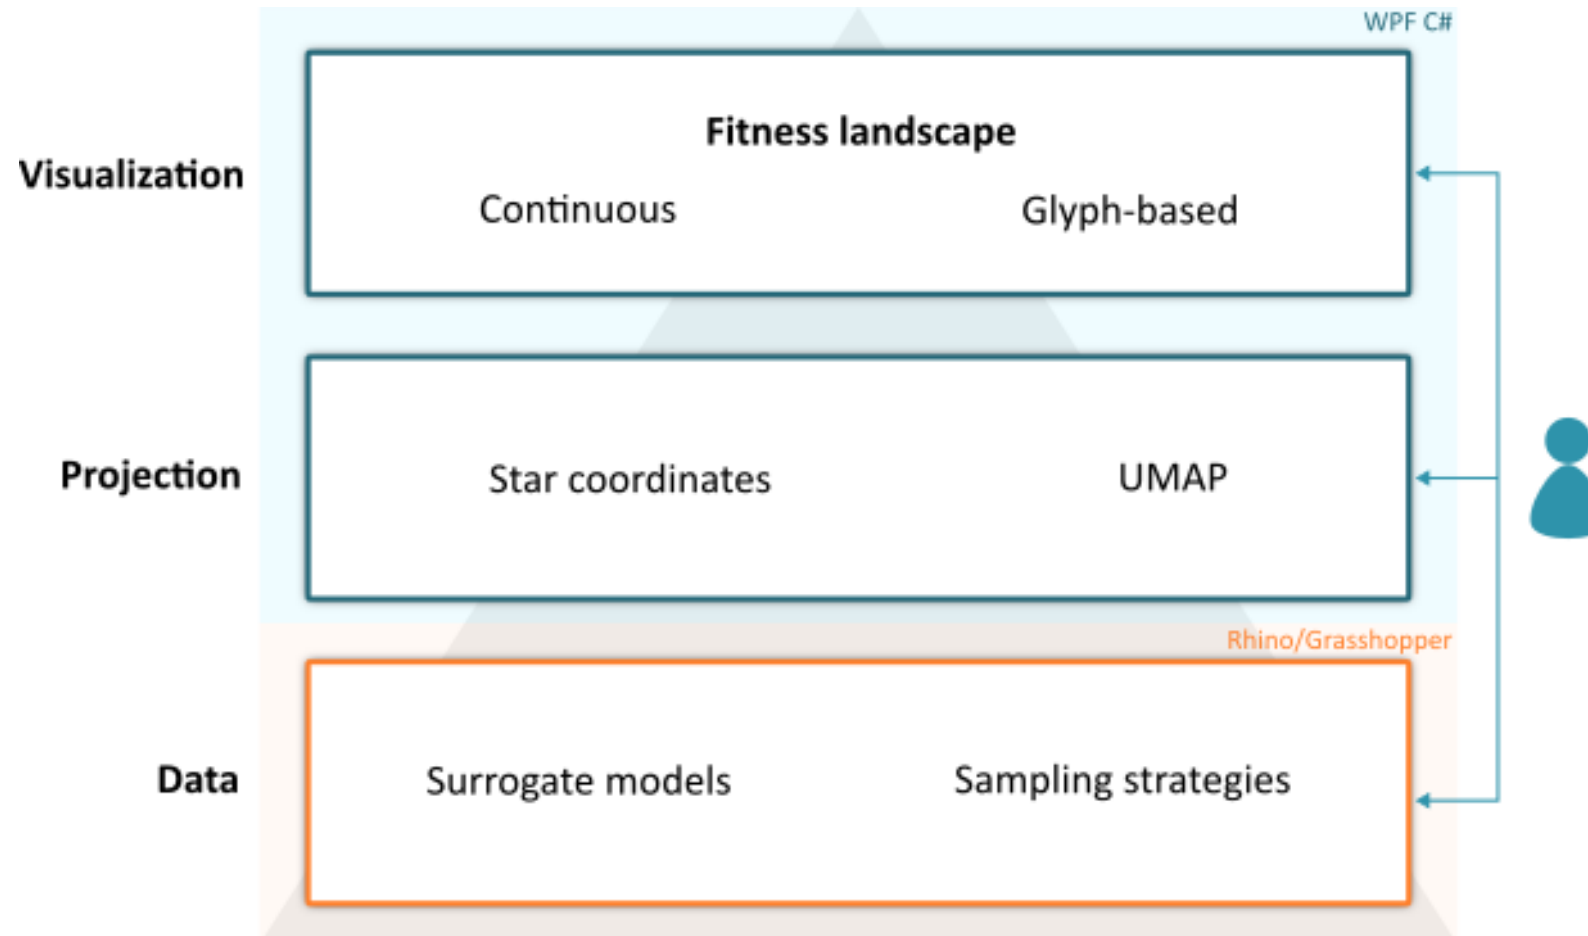 WPF C#
Fitness landscape
Visualization
Continuous
Glyph-based
Projection
Star coordinates
UMAP
Rhino/Grasshopper
Data
Surrogate models
Sampling strategies